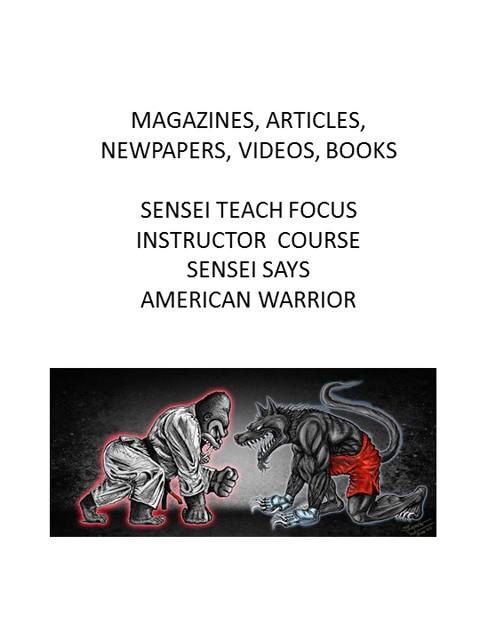 MAGAZINES, ARTICLES,
NEWPAPERS, VIDEOS, BOOKS
SENSEI TEACH FOCUS
INSTRUCTOR COURSE
SENSEI SAYS
AMERICAN WARRIOR